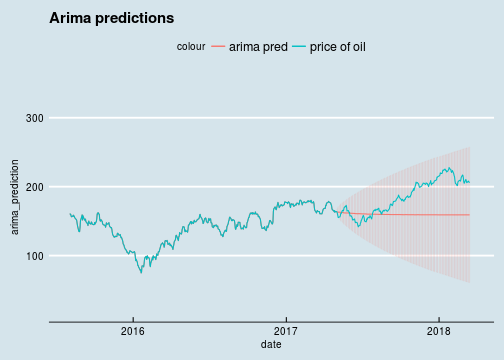 Arima predictions
colour arima pred price of oil
300
200
100
arima_prediction
2016 2017 2018
date